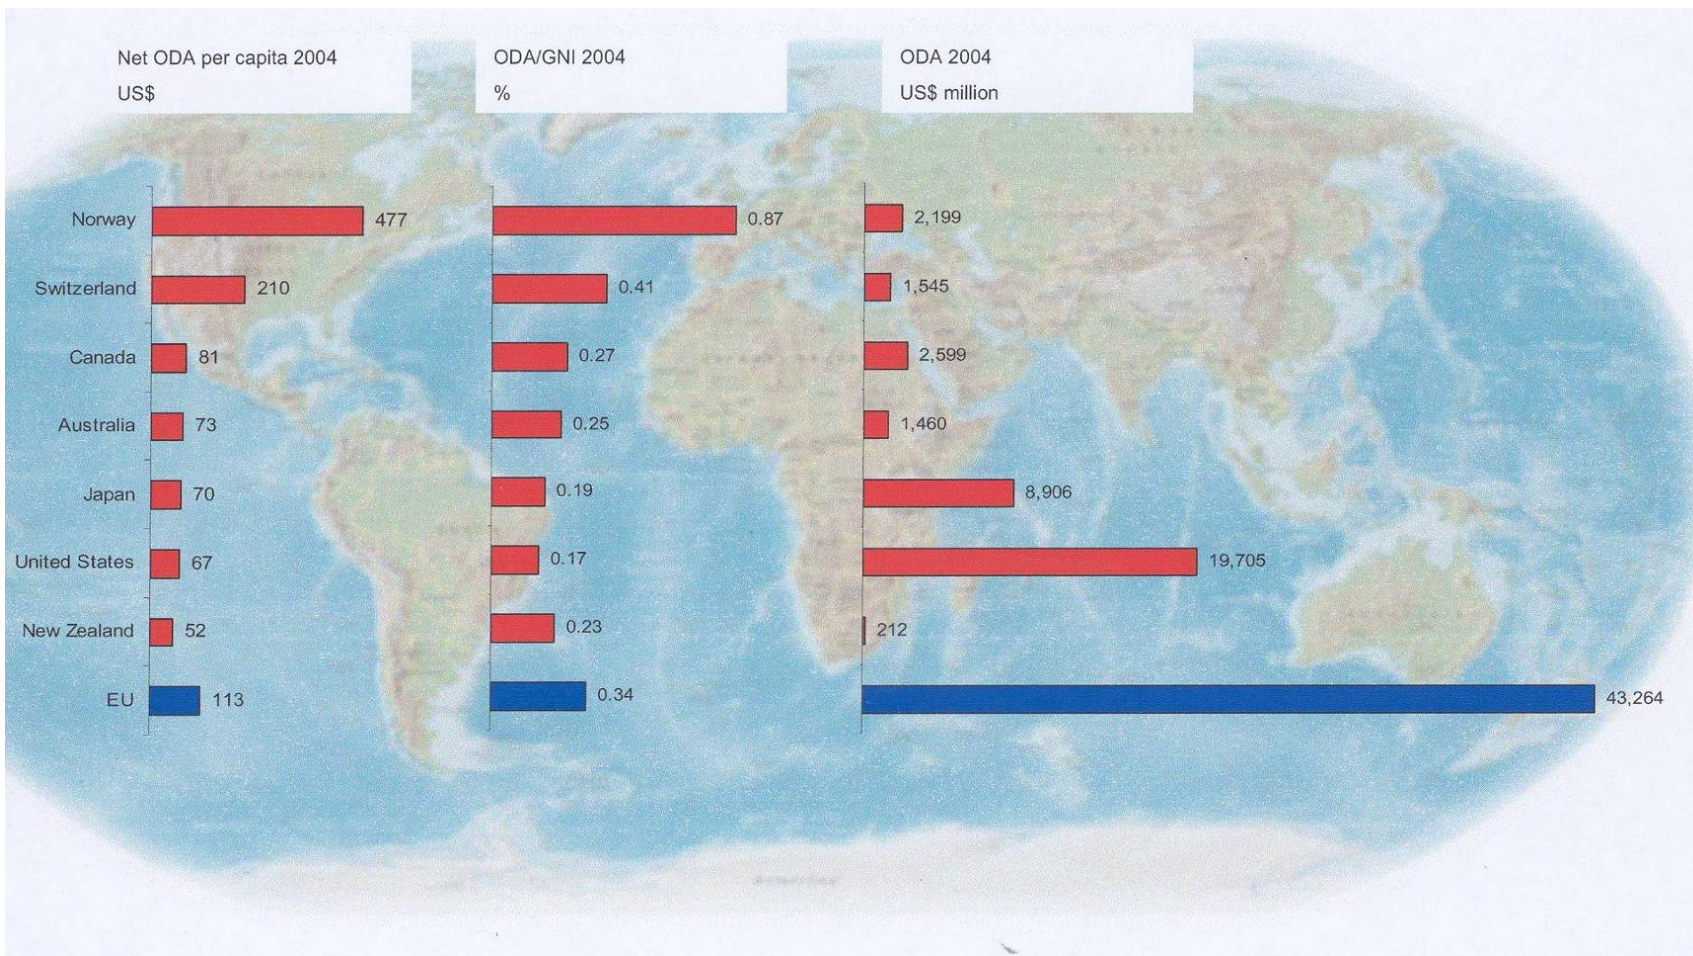 Net ODA per capita 2004
US$
ODA/GNI 2004
%
ODA 2004
US$ million
Norway 477 0.87 2,199
Switzerland 210 0.41 1,545
Canada 81 0.27 2,599
Australia 73 0.25 1,460
Japan 70 0.19 8,906
United States 67 0.17 19,705
New Zealand 52 0.23 212
EU 113 0.34 43,264